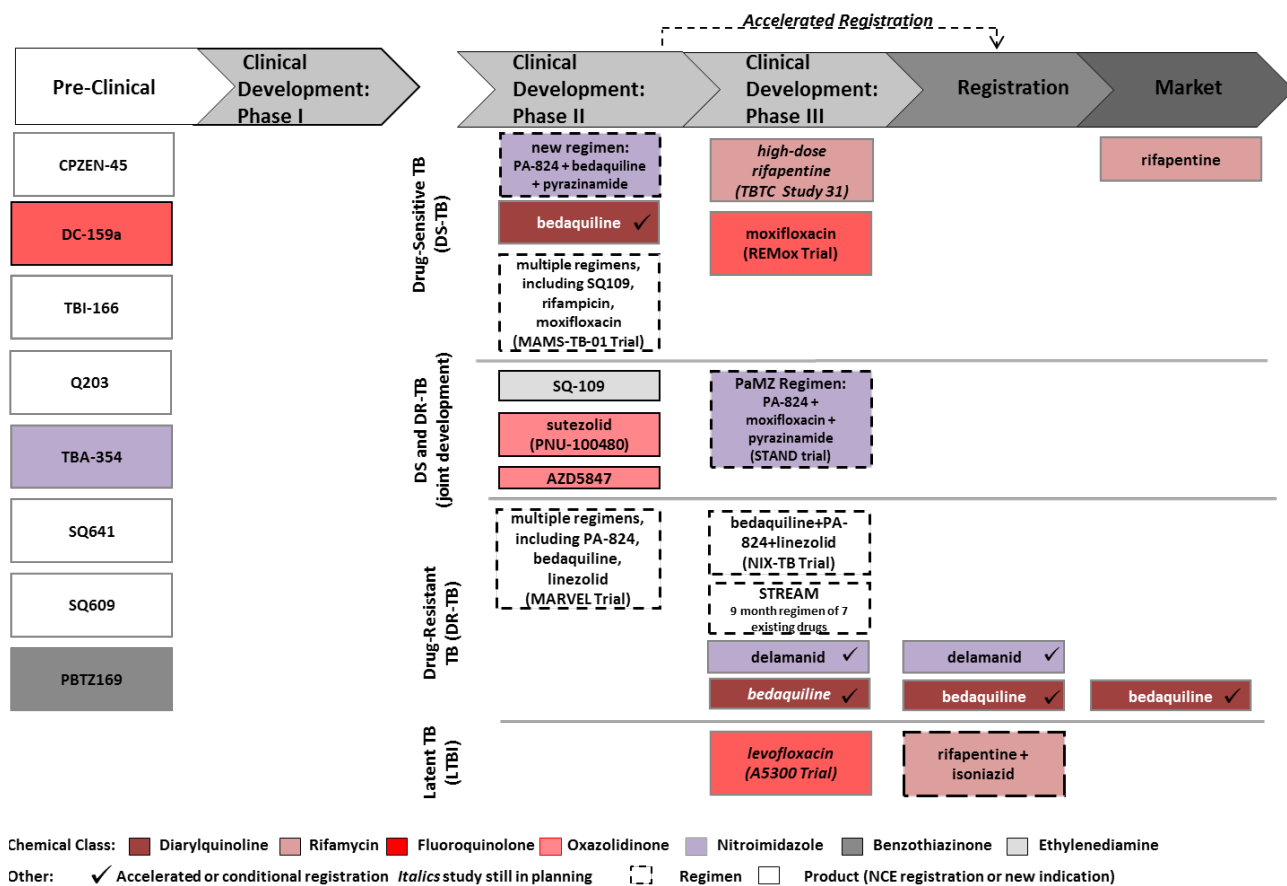 Accelerated Registration
Pre-Clinical
Clinical
Development:
Phase I
Clinical
Development:
Phase II
Clinical
Development:
Phase III
Registration
Market
CPZEN-45
DC-159a
TBI-166
Q203
TBA-354
SQ641
SQ609
PBTZ169
Drug-Sensitive TB
(DS-TB)
new regimen:
PA-824 + bedaquiline
+ pyrazinamide
bedaquiline ✓
multiple regimens,
including SQ109,
rifampicin,
moxifloxacin
(MAMS-TB-01 Trial)
high-dose
rifapentine
(TBTC Study 31)
moxifloxacin
(REMox Trial)
rifapentine
DS and DR-TB
(joint development)
SQ-109
sutezolid
(PNU-100480)
AZD5847
PaMZ Regimen:
PA-824 +
moxifloxacin +
pyrazinamide
(STAND trial)
Drug-Resistant
TB (DR-TB)
multiple regimens,
including PA-824,
bedaquiline,
linezolid
(MARVEL Trial)
bedaquiline+PA-
824+linezolid
(NIX-TB Trial)
STREAM
9 month regimen of 7
existing drugs
delamanid ✓
delamanid ✓
bedaquiline ✓
bedaquiline ✓
bedaquiline ✓
Latent TB
(LTBI)
levofloxacin
(A5300 Trial)
rifapentine +
isoniazid
Chemical Class: Diarylquinoline Rifamycin Fluoroquinolone Oxazolidinone Nitroimidazole Benzothiazinone Ethylenediamine
Other: ✓ Accelerated or conditional registration Italics study still in planning Regimen Product (NCE registration or new indication)